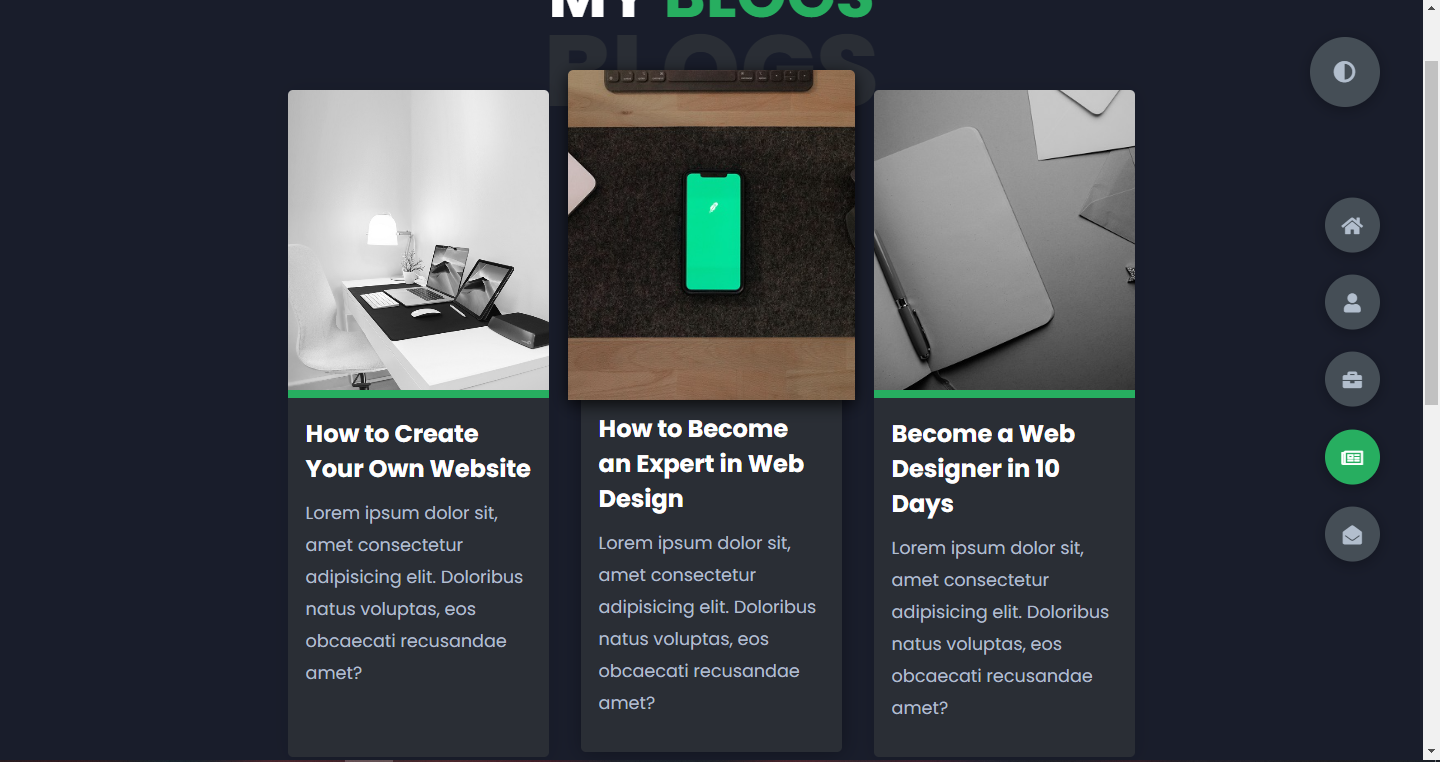 MY BLOGS
BLOGS
How to Create
Your Own Website
Lorem ipsum dolor sit,
amet consectetur
adipisicing elit. Doloribus
natus voluptas, eos
obcaecati recusandae
amet?
How to Become
an Expert in Web
Design
Lorem ipsum dolor sit,
amet consectetur
adipisicing elit. Doloribus
natus voluptas, eos
obcaecati recusandae
amet?
Become a Web
Designer in 10
Days
Lorem ipsum dolor sit,
amet consectetur
adipisicing elit. Doloribus
natus voluptas, eos
obcaecati recusandae
amet?